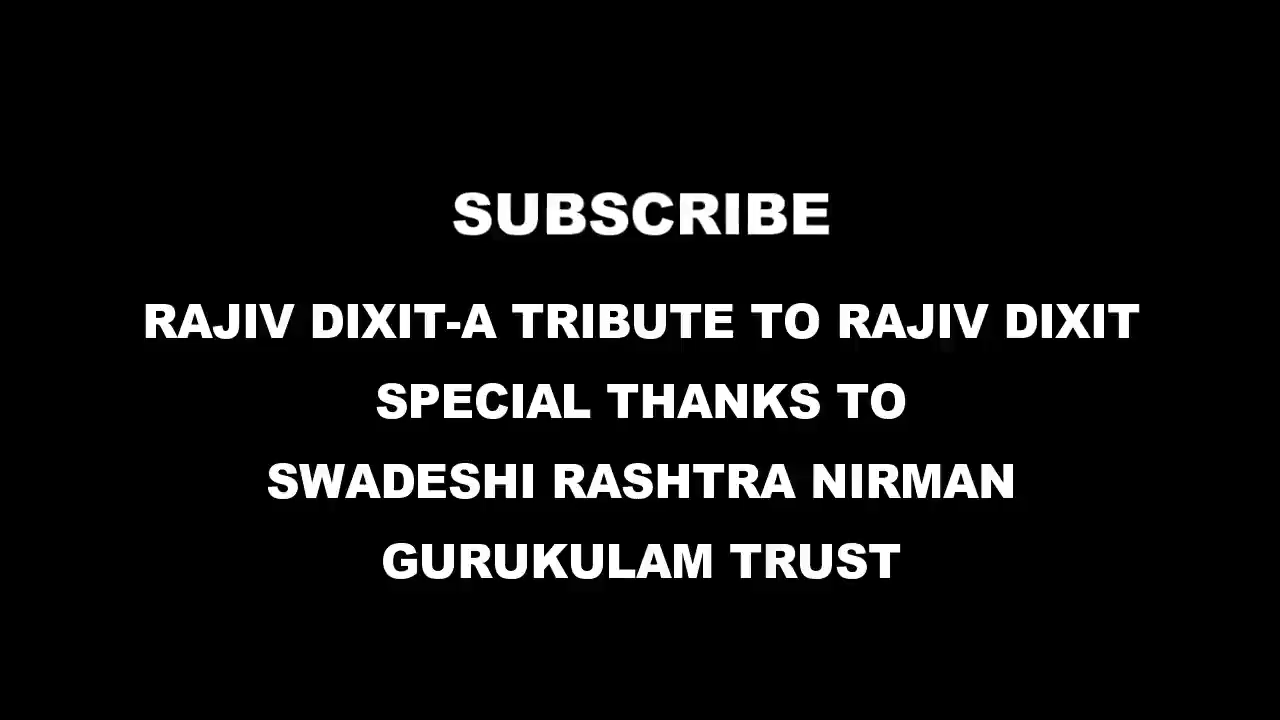 SUBSCRIBE
RAJIV DIXIT-A TRIBUTE TO RAJIV DIXIT
SPECIAL THANKS TO
SWADESHI RASHTRA NIRMAN
GURUKULAM TRUST